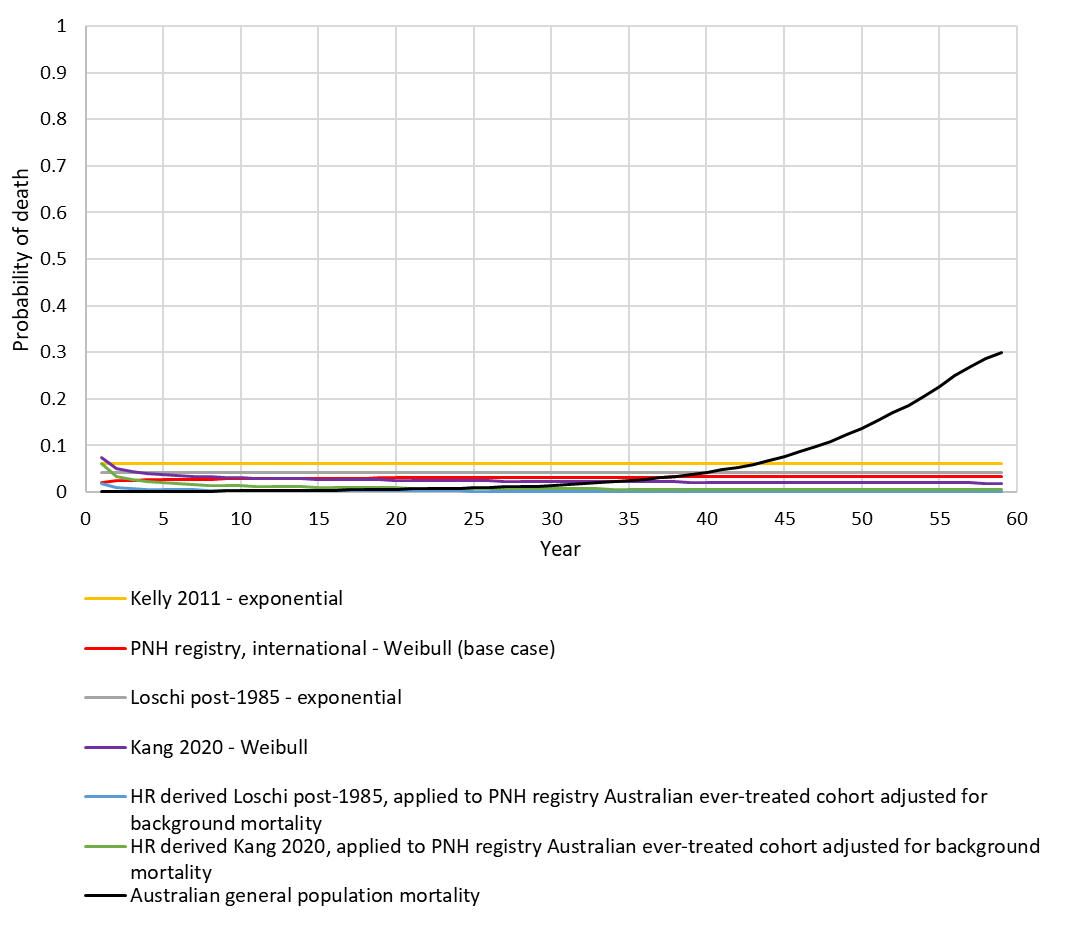 1
0.9
0.8
0.7
0.6
0.5
0.4
0.3
0.2
0.1
0
Probability of death
0 5 10 15 20 25 30 35 40 45 50 55 60
Year
Kelly 2011 - exponential
PNH registry, international - Weibull (base case)
Loschi post-1985 - exponential
Kang 2020 - Weibull
HR derived Loschi post-1985, applied to PNH registry Australian ever-treated cohort adjusted for
background mortality
HR derived Kang 2020, applied to PNH registry Australian ever-treated cohort adjusted for background
mortality
Australian general population mortality